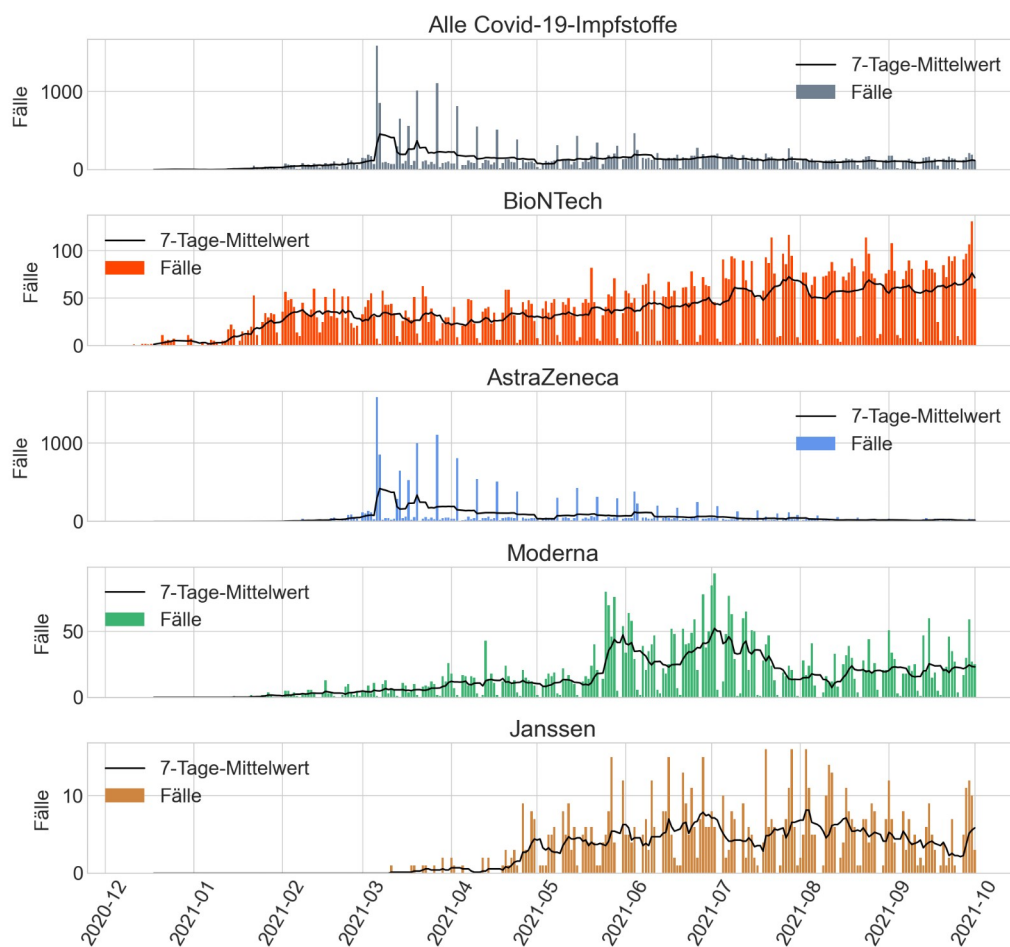 Alle Covid-19-Impfstoffe
Fälle
1000
0
7-Tage-Mittelwert
Fälle
BioNTech
Fälle
100
50
0
7-Tage-Mittelwert
Fälle
AstraZeneca
Fälle
1000
0
7-Tage-Mittelwert
Fälle
Moderna
Fälle
50
0
7-Tage-Mittelwert
Fälle
Janssen
Fälle
10
0
7-Tage-Mittelwert
Fälle
2020-12
2021-01
2021-02
2021-03
2021-04
2021-05
2021-06
2021-07
2021-08
2021-09
2021-10